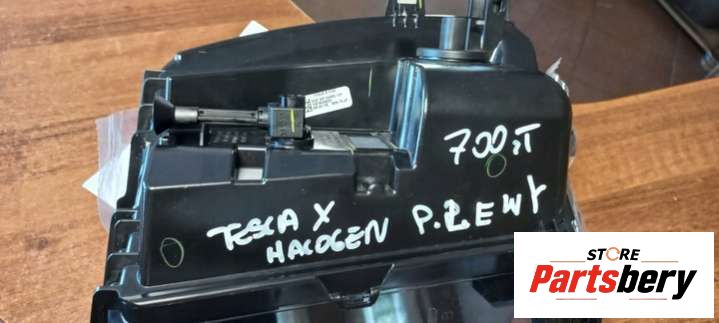 700zł
TESLA X
HALOGEN P.LEWY
STORE
Partsbery